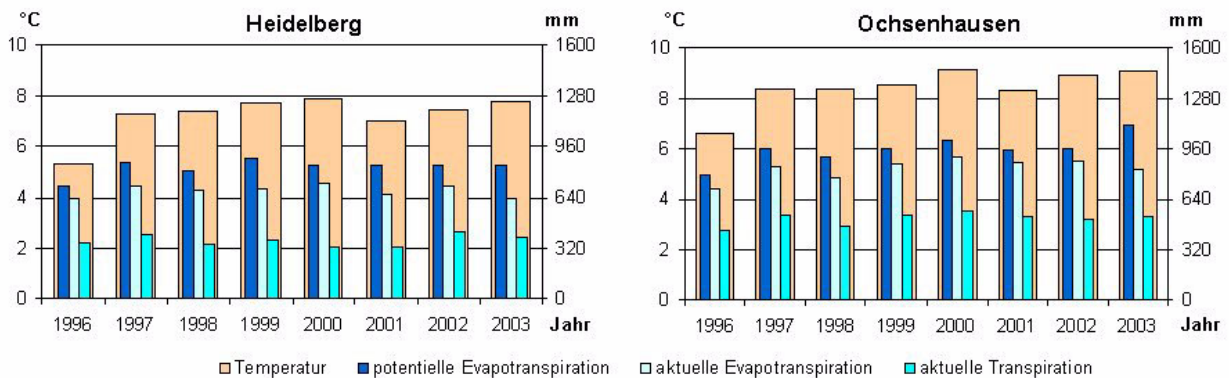 Heidelberg
°C
mm
10
8
6
4
2
0
1600
1280
960
640
320
0
1996 1997 1998 1999 2000 2001 2002 2003 Jahr
Ochsenhausen
°C
mm
10
8
6
4
2
0
1600
1280
960
640
320
0
1996 1997 1998 1999 2000 2001 2002 2003 Jahr
Temperatur potentielle Evapotranspiration aktuelle Evapotranspiration aktuelle Transpiration